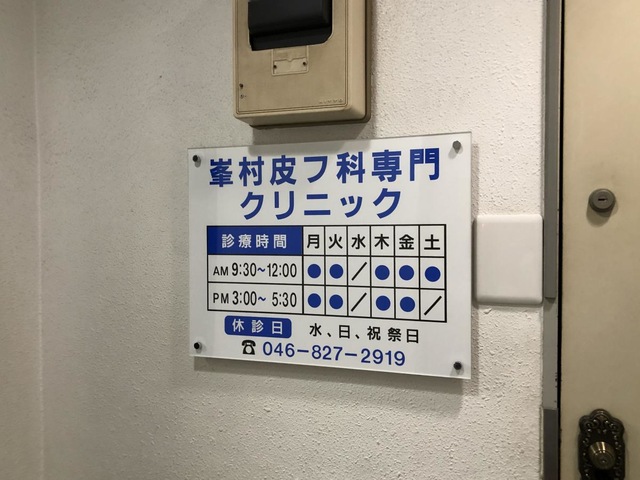 峯村皮フ科専門
クリニック
診療時間 月 火 水 木 金 土
AM 9:30~12:00 ● ● / ● ● ●
PM 3:00~ 5:30 ● ● / ● ● /
休診日 水、日、祝祭日
☎ 046-827-2919